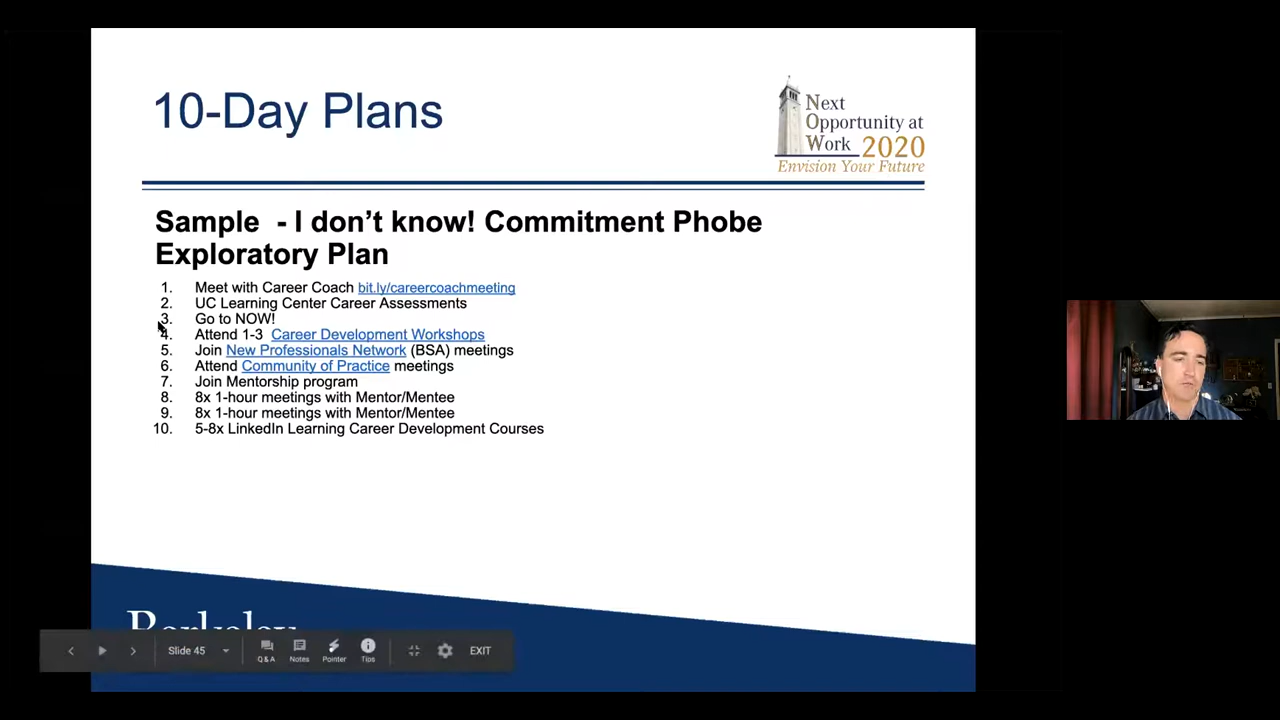 10-Day Plans
Next
Opportunity at
Work 2020
Envision Your Future
Sample - I don't know! Commitment Phobe
Exploratory Plan
1. Meet with Career Coach bit.ly/careercoachmeeting
2. UC Learning Center Career Assessments
3. Go to NOW!
4. Attend 1-3 Career Development Workshops
5. Join New Professionals Network (BSA) meetings
6. Attend Community of Practice meetings
7. Join Mentorship program
8. 8x 1-hour meetings with Mentor/Mentee
9. 8x 1-hour meetings with Mentor/Mentee
10. 5-8x LinkedIn Learning Career Development Courses
Berkeley
Slide 45
Q&A
Notes
Pointer
Tips
EXIT